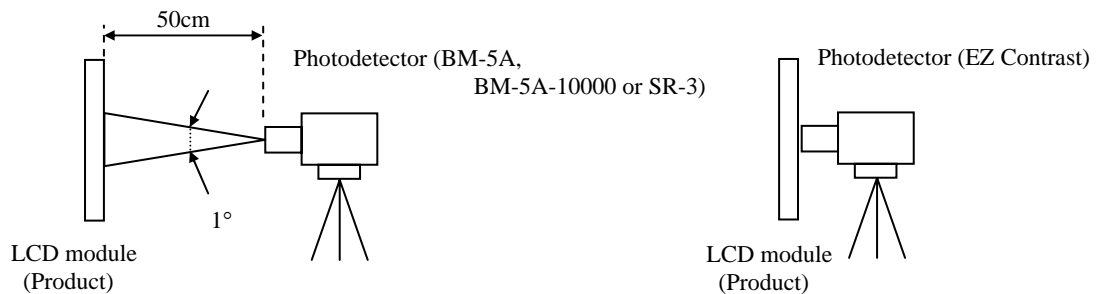 50cm
Photodetector (BM-5A,
BM-5A-10000 or SR-3)
1°
LCD module
(Product)
Photodetector (EZ Contrast)
LCD module
(Product)